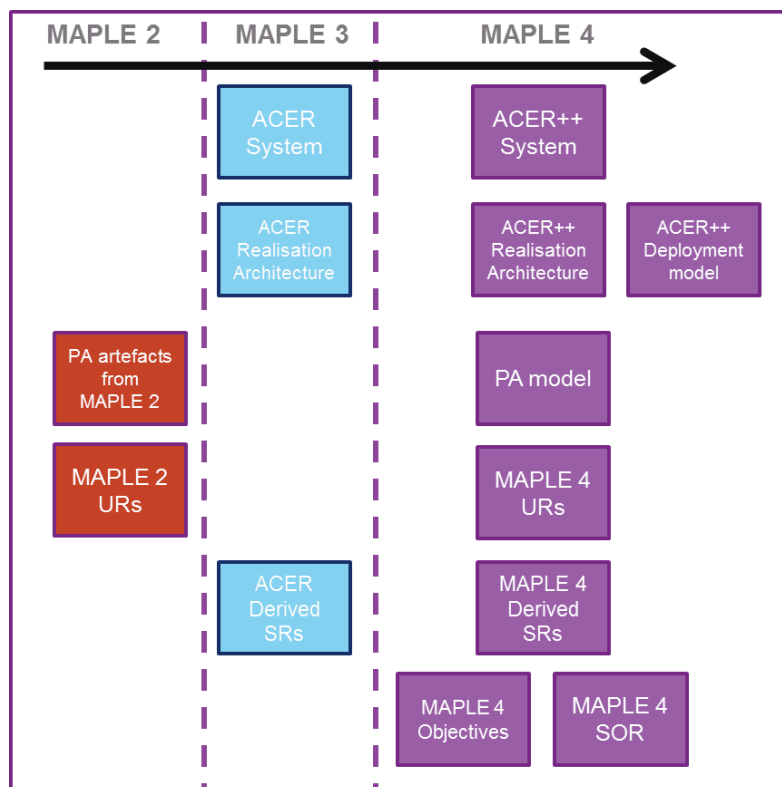 MAPLE 2
MAPLE 3
MAPLE 4
ACER
System
ACER++
System
ACER
Realisation
Architecture
ACER++
Realisation
Architecture
ACER++
Deployment
model
PA artefacts
from
MAPLE 2
PA model
MAPLE 2
URs
MAPLE 4
URs
ACER
Derived
SRs
MAPLE 4
Derived
SRs
MAPLE 4
Objectives
MAPLE 4
SOR